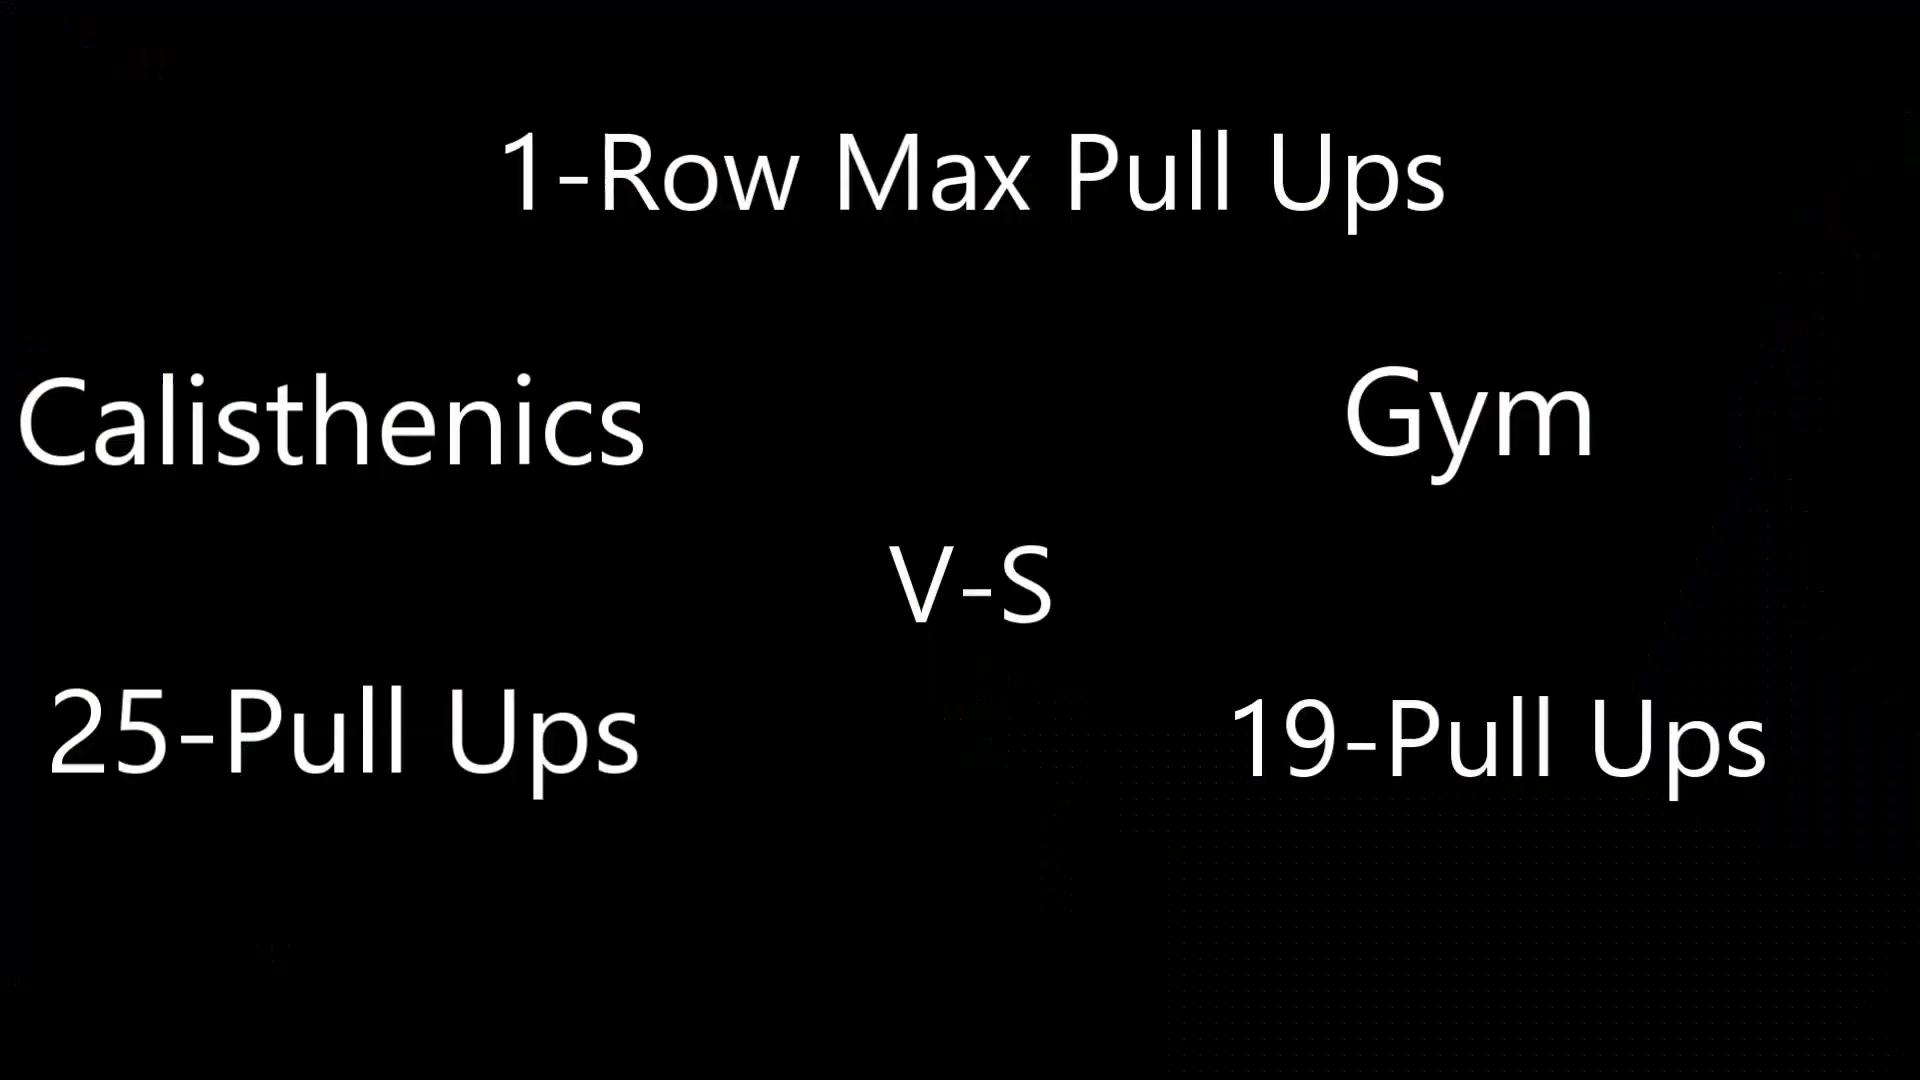 1-Row Max Pull Ups
Calisthenics
Gym
V-S
25-Pull Ups
19-Pull Ups